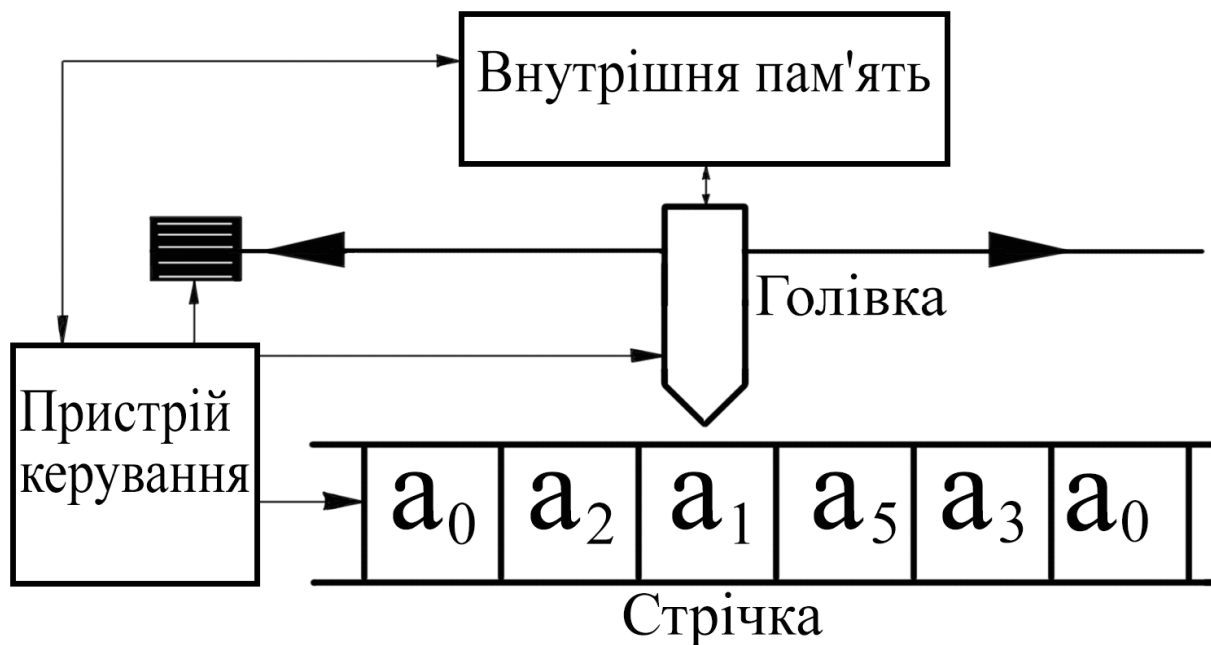 Внутрішня пам'ять
Голівка
Пристрій
керування
a0 a2 a1 a5 a3 a0
Стрічка